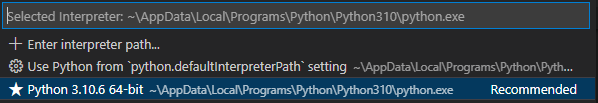 Selected Interpreter: ~\AppData\Local\Programs\Python\Python310\python.exe
Enter interpreter path...
Use Python from `python.defaultInterpreterPath` setting ~\AppData\Local\Programs\Python\Pyth...
Python 3.10.6 64-bit ~\AppData\Local\Programs\Python\Python310\python.exe Recommended